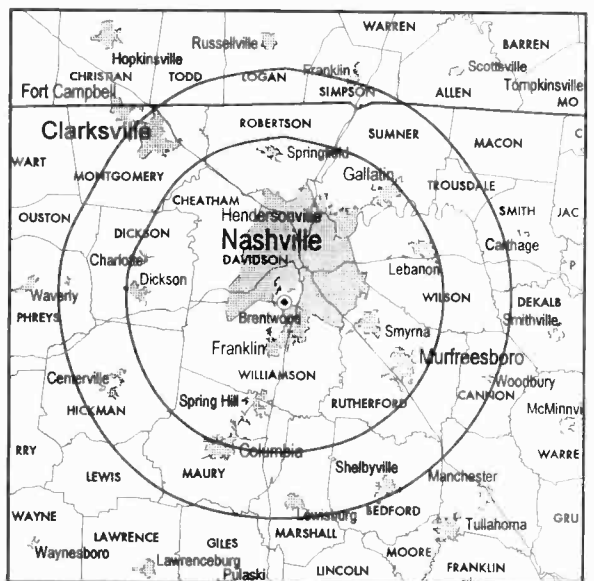 WARREN
Hopkinsville
Russellville
BARREN
CHRISTIAN
TODD
LOGAN
Franklin
Scottsville
Fort Campbell
SIMPSON
ALLEN
Tompkinsville
MO
Clarksville
ROBERTSON
SUMNER
MACON
C
WART
Springfield
MONTGOMERY
Gallatin
TROUSDALE
CHEATHAM
OUSTON
Hendersonville
SMITH
JAC
DICKSON
Nashville
Carthage
Charlotte
DAVIDSON
Lebanon
P
Dickson
Waverly
WILSON
DEKALB
PHREYS
Brentwood
Smithville
Smyrna
Franklin
Murfreesboro
Centerville
WILLIAMSON
Woodbury
HICKMAN
Spring Hill
RUTHERFORD
CANNON
McMinnvi
RRY
Columbia
WARRE
LEWIS
MAURY
Shelbyville
Manchester
WAYNE
Lewisburg
BEDFORD
GRU
LAWRENCE
GILES
MARSHALL
Tullahoma
Waynesboro
Lawrenceburg
MOORE
Pulaski
LINCOLN
FRANKLIN